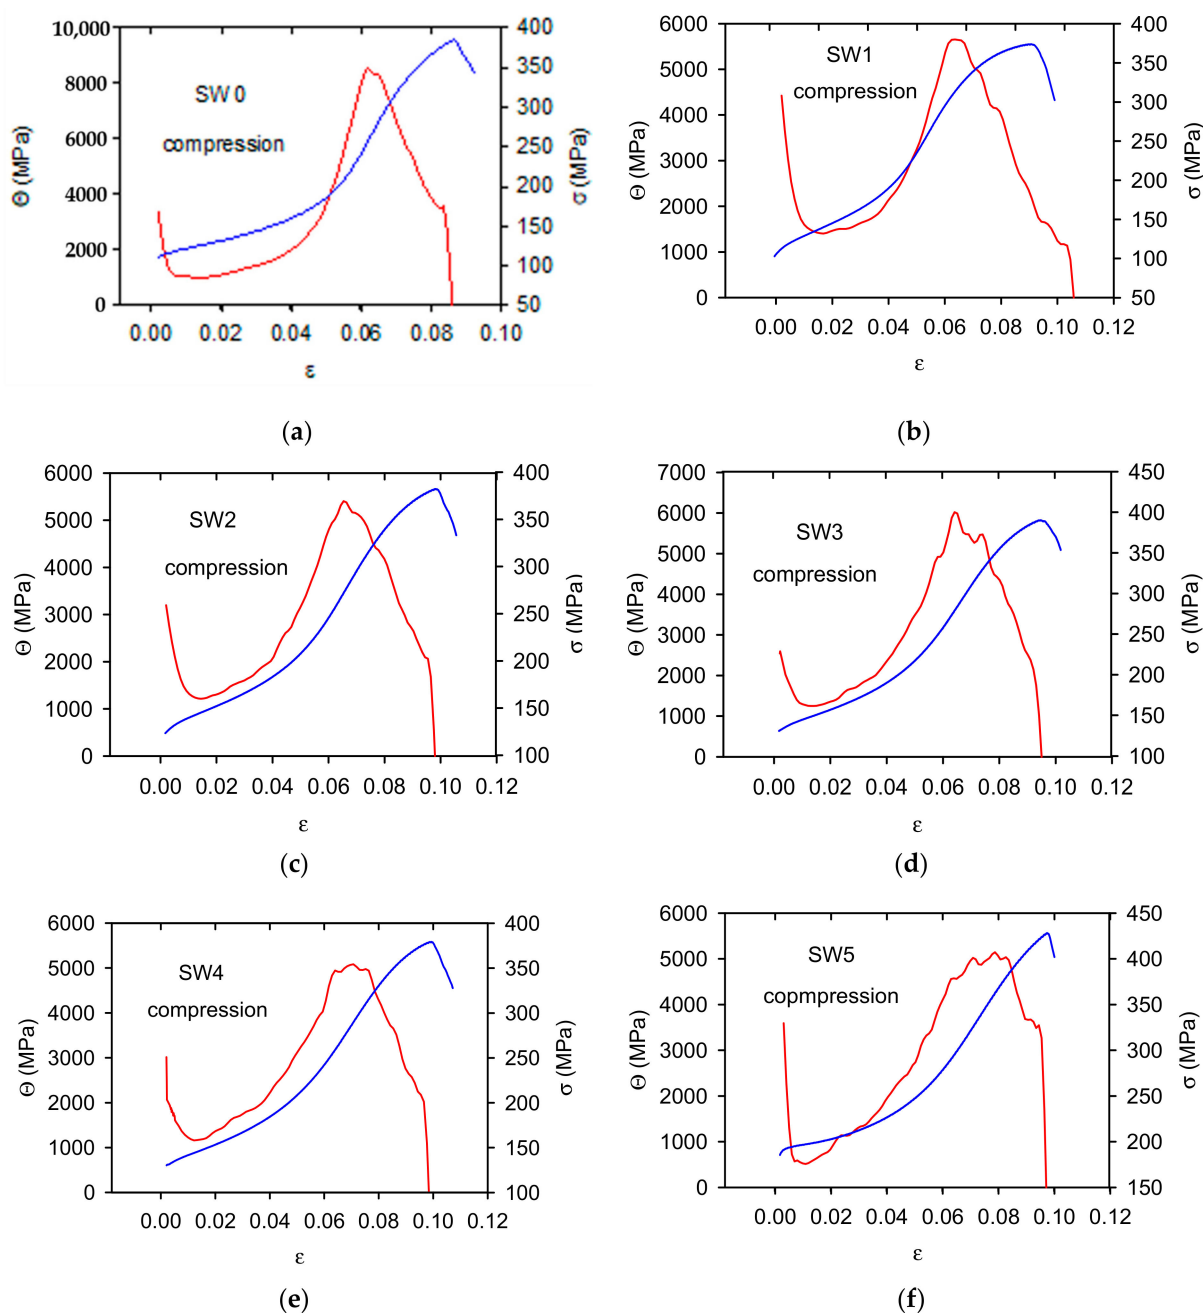 10,000
8000
6000
4000
2000
0
400
350
300
250
200
150
100
50
0.00 0.02 0.04 0.06 0.08 0.10
Θ (MPa)
σ (MPa)
ε
SW 0
compression
(a)
6000
5000
4000
3000
2000
1000
0
400
350
300
250
200
150
100
50
0.00 0.02 0.04 0.06 0.08 0.10 0.12
Θ (MPa)
σ (MPa)
ε
SW1
compression
(b)
6000
5000
4000
3000
2000
1000
0
400
350
300
250
200
150
100
0.00 0.02 0.04 0.06 0.08 0.10 0.12
Θ (MPa)
σ (MPa)
ε
SW2
compression
(c)
7000
6000
5000
4000
3000
2000
1000
0
450
400
350
300
250
200
150
100
0.00 0.02 0.04 0.06 0.08 0.10 0.12
Θ (MPa)
σ (MPa)
ε
SW3
compression
(d)
6000
5000
4000
3000
2000
1000
0
400
350
300
250
200
150
100
0.00 0.02 0.04 0.06 0.08 0.10 0.12
Θ (MPa)
σ (MPa)
ε
SW4
compression
(e)
6000
5000
4000
3000
2000
1000
0
450
400
350
300
250
200
150
0.00 0.02 0.04 0.06 0.08 0.10 0.12
Θ (MPa)
σ (MPa)
ε
SW5
copmpression
(f)